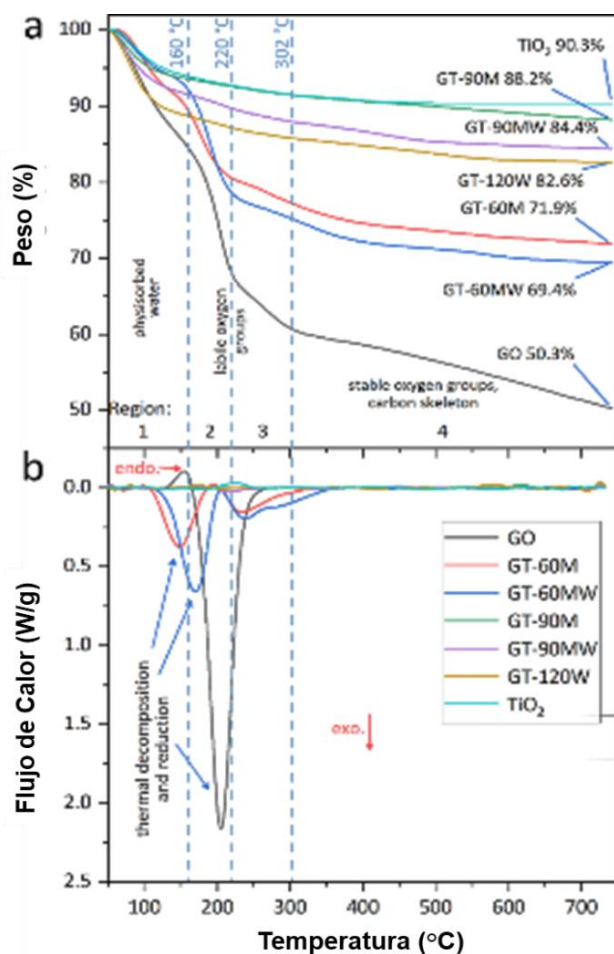 a
160 °C
220 °C
302 °C
Peso (%)
100
90
80
70
60
50
TiO₂ 90.3%
GT-90M 88.2%
GT-90MW 84.4%
GT-120W 82.6%
GT-60M 71.9%
GT-60MW 69.4%
GO 50.3%
physisorbed
water
labile oxygen
groups
stable oxygen groups,
carbon skeleton
Region:
1 2 3 4
b
endo.
Flujo de Calor (W/g)
0.0
0.5
1.0
1.5
2.0
2.5
thermal decomposition
and reduction
exo.
GO
GT-60M
GT-60MW
GT-90M
GT-90MW
GT-120W
TiO₂
100 200 300 400 500 600 700
Temperatura (°C)